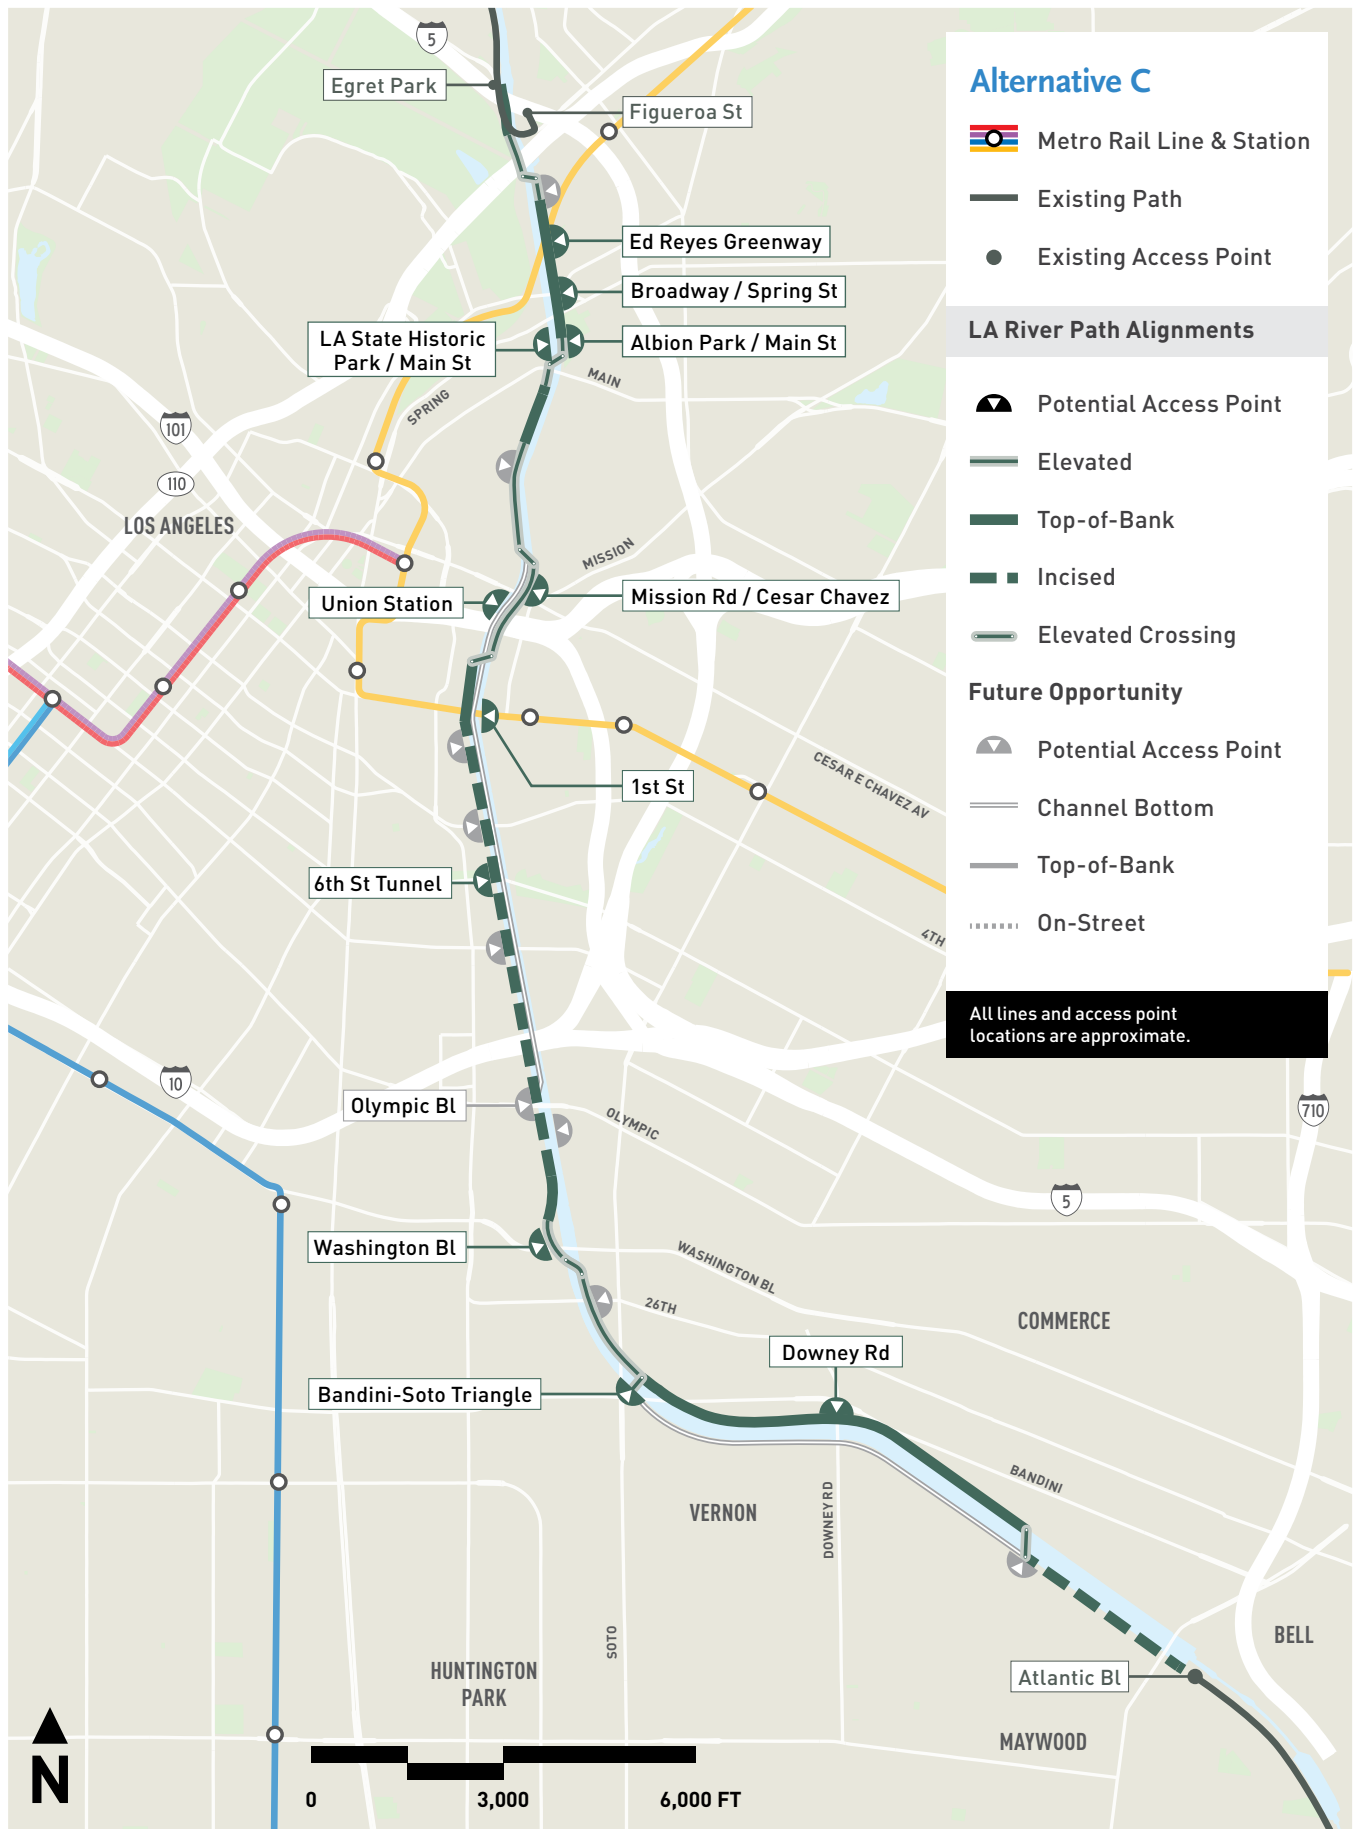 5
Egret Park
Figueroa St
Ed Reyes Greenway
Broadway / Spring St
LA State Historic
Park / Main St
Albion Park / Main St
MAIN
SPRING
101
110
LOS ANGELES
MISSION
Union Station
Mission Rd / Cesar Chavez
1st St
CESAR E CHAVEZ AV
6th St Tunnel
4TH
10
Olympic Bl
OLYMPIC
710
5
Washington Bl
WASHINGTON BL
26TH
COMMERCE
Downey Rd
Bandini-Soto Triangle
BANDINI
VERNON
DOWNEY RD
SOTO
BELL
HUNTINGTON
PARK
Atlantic Bl
MAYWOOD
N
0
3,000
6,000 FT
Alternative C
Metro Rail Line & Station
Existing Path
Existing Access Point
LA River Path Alignments
Potential Access Point
Elevated
Top-of-Bank
Incised
Elevated Crossing
Future Opportunity
Potential Access Point
Channel Bottom
Top-of-Bank
On-Street
All lines and access point
locations are approximate.